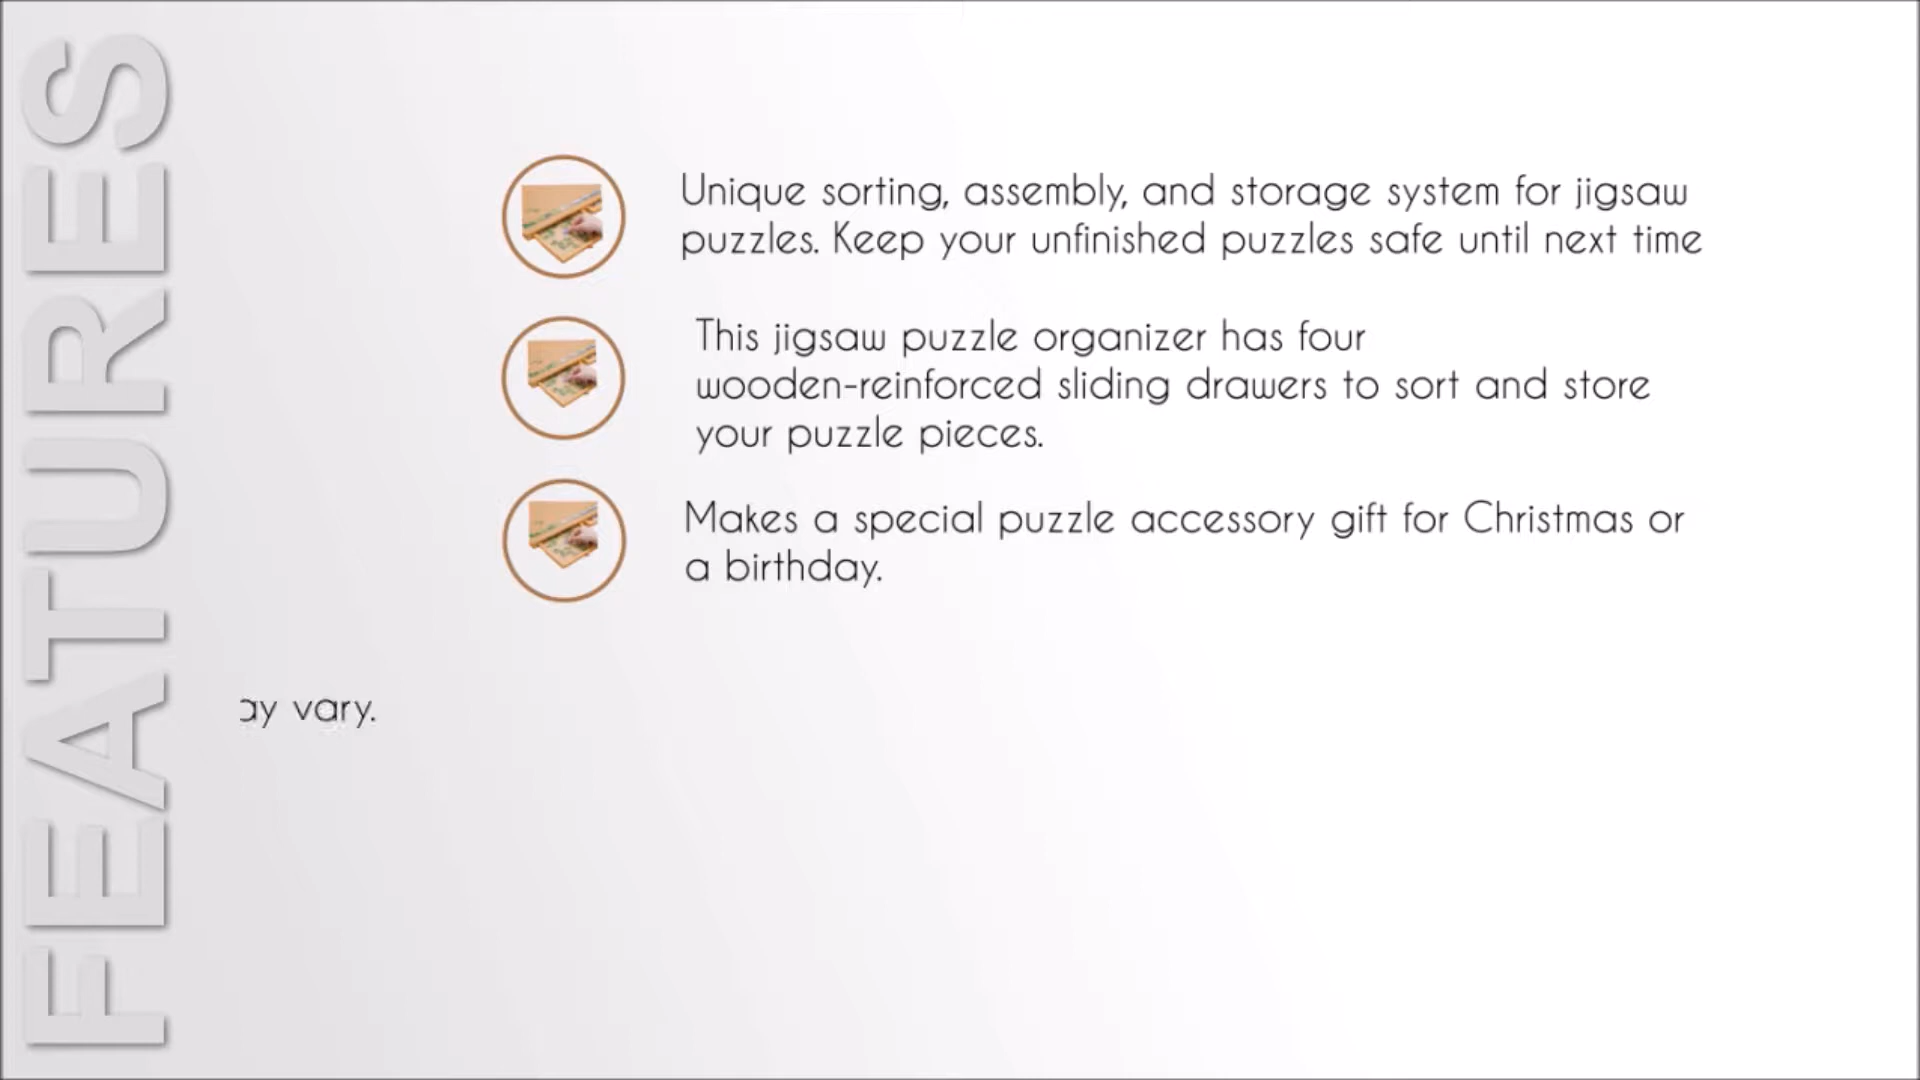 FEATURES
Unique sorting, assembly, and storage system for jigsaw
puzzles. Keep your unfinished puzzles safe until next time
This jigsaw puzzle organizer has four
wooden-reinforced sliding drawers to sort and store
your puzzle pieces.
Makes a special puzzle accessory gift for Christmas or
a birthday.
vary.